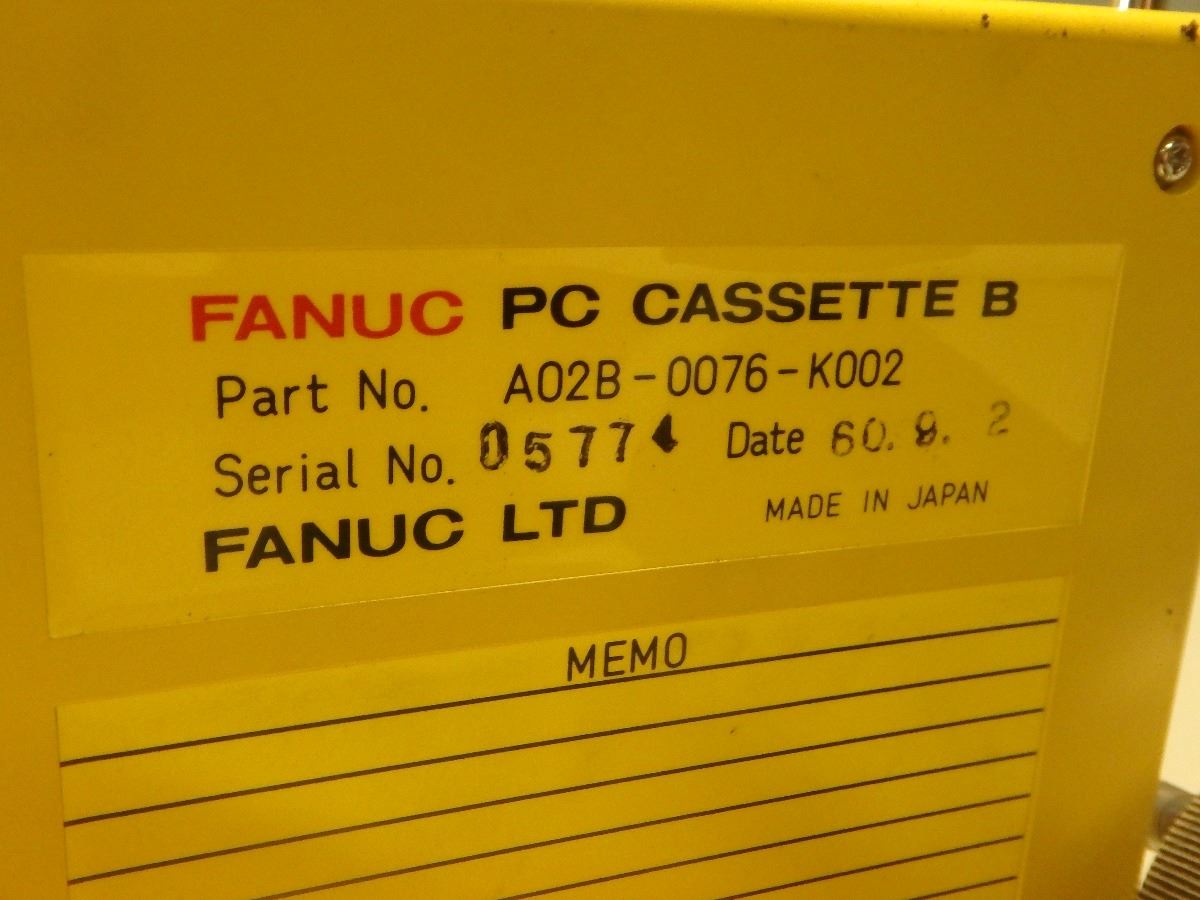 FANUC PC CASSETTE B
Part No. A02B-0076-K002
Serial No. 05774 Date 60. 9. 2
FANUC LTD MADE IN JAPAN
MEMO